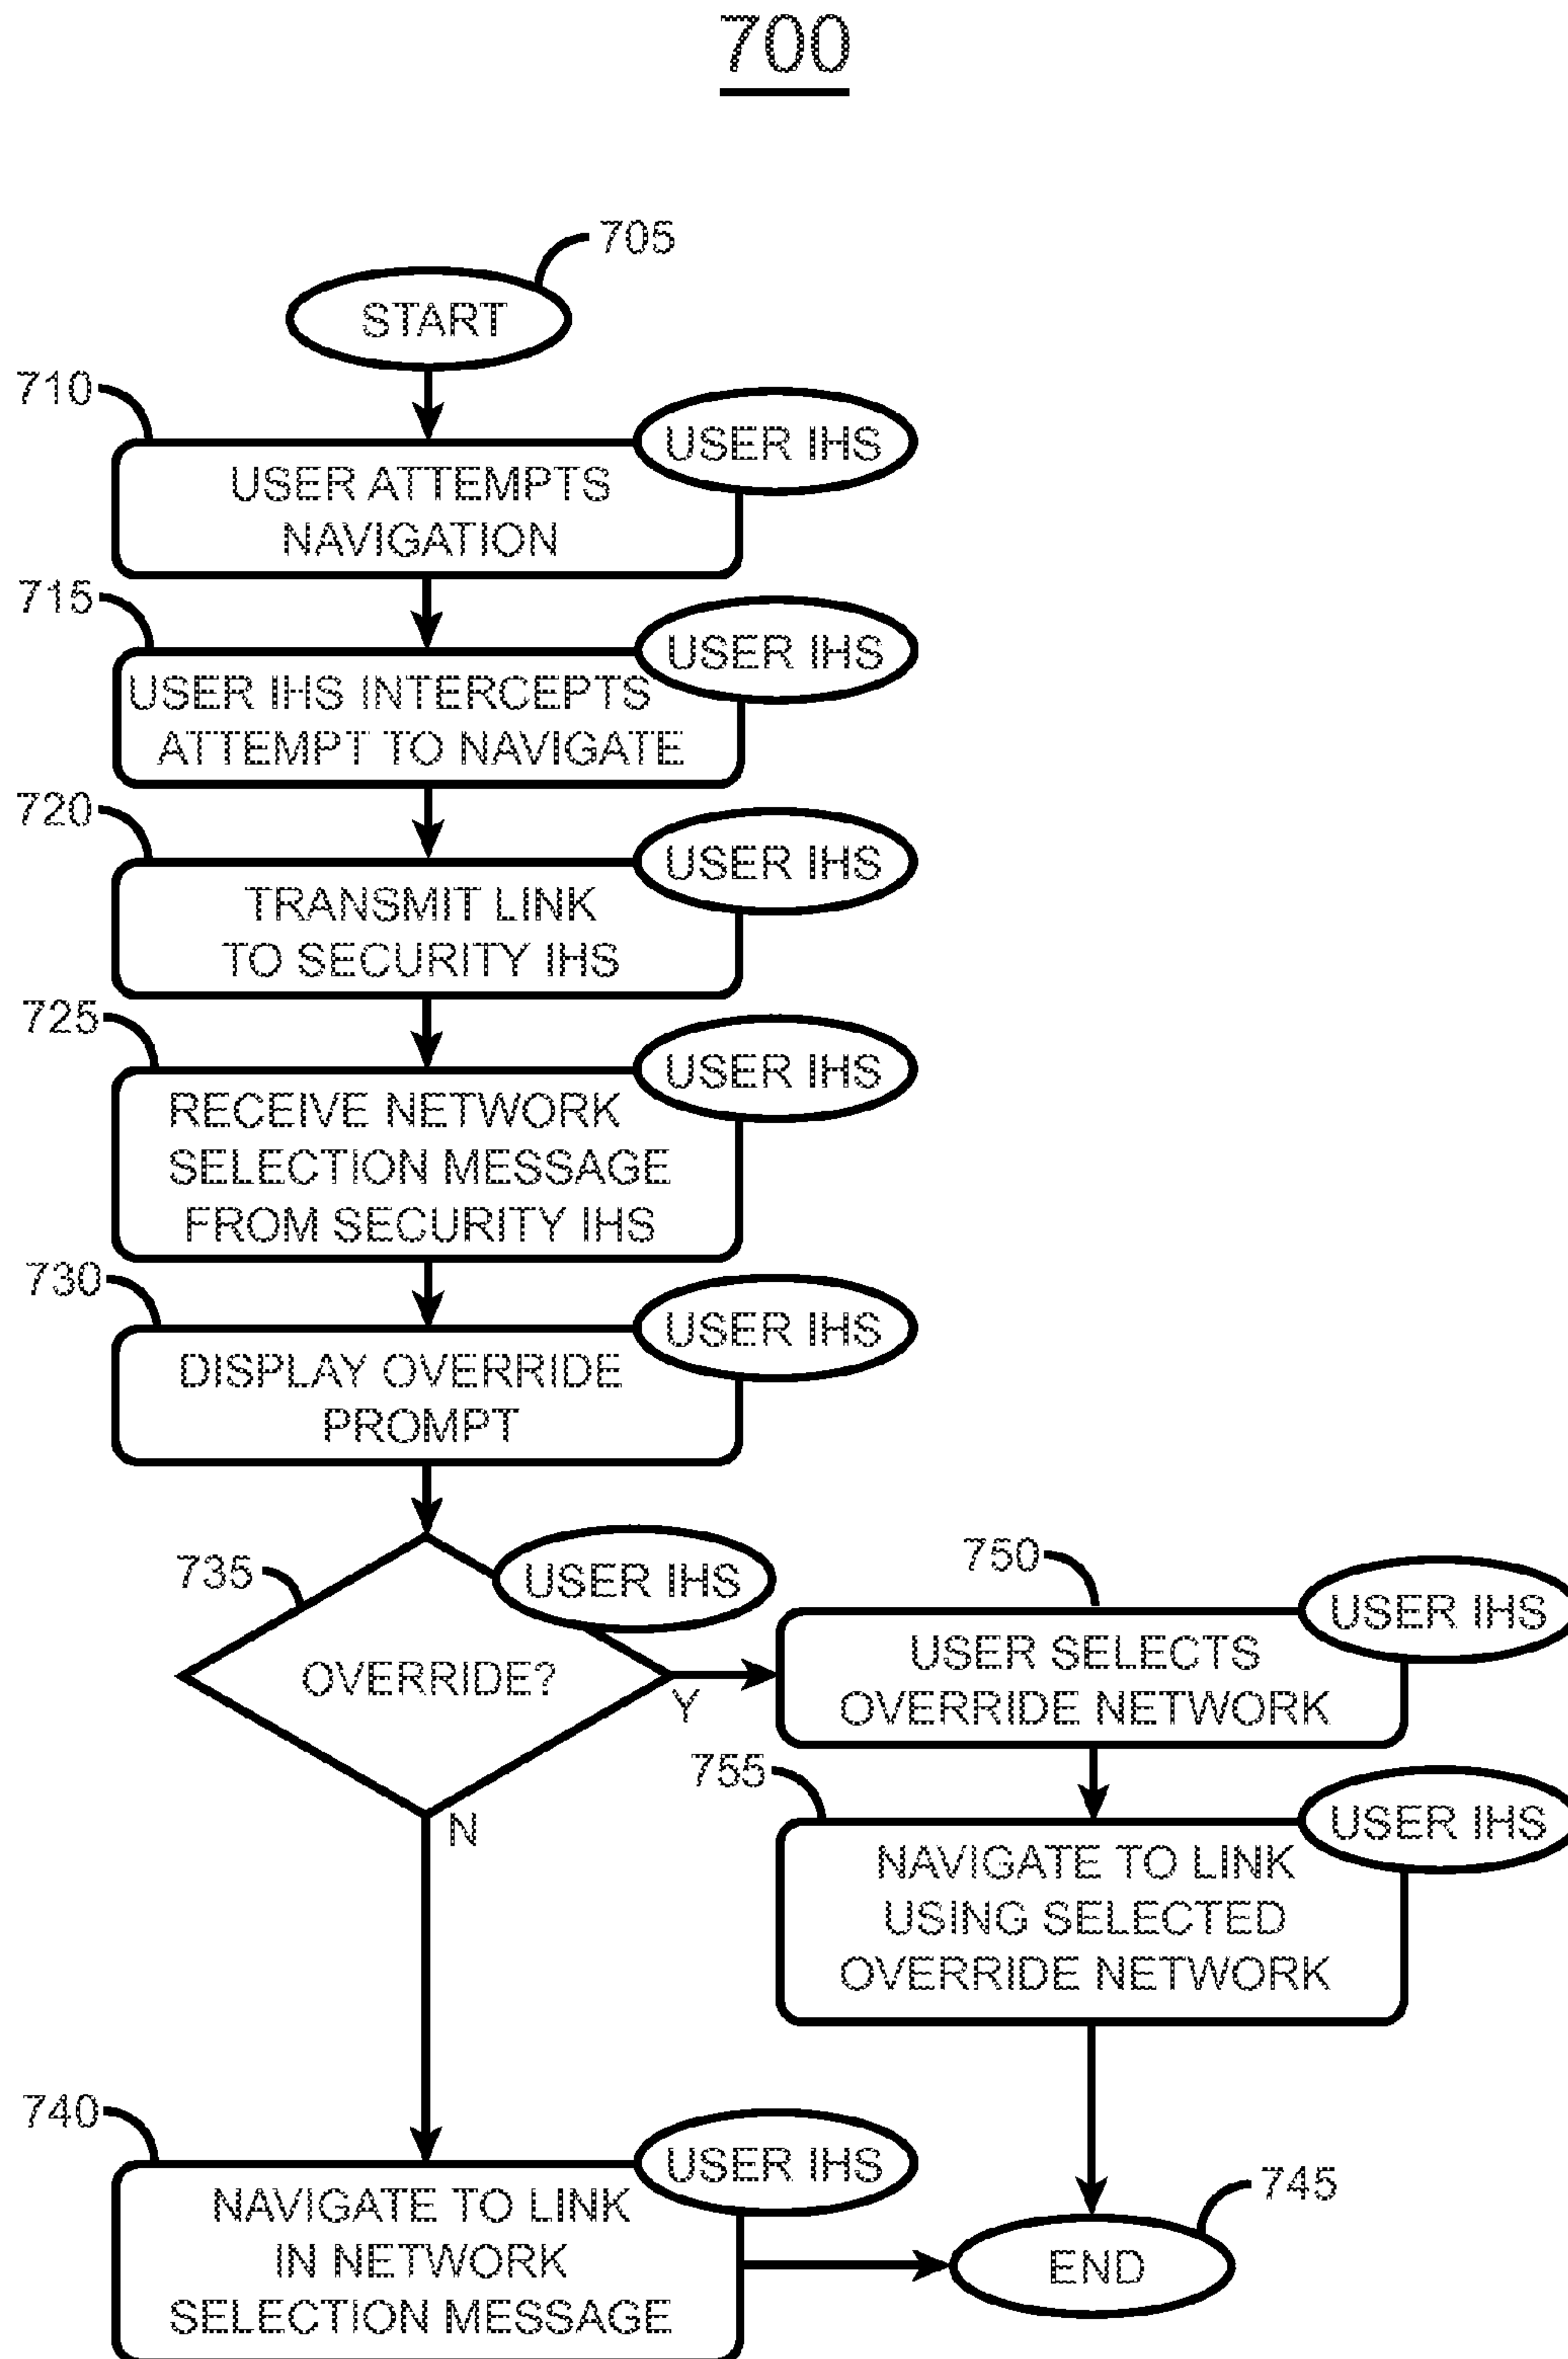 700
705
START
710
USER IHS
USER ATTEMPTS
NAVIGATION
715
USER IHS
USER IHS INTERCEPTS
ATTEMPT TO NAVIGATE
720
USER IHS
TRANSMIT LINK
TO SECURITY IHS
725
USER IHS
RECEIVE NETWORK
SELECTION MESSAGE
FROM SECURITY IHS
730
USER IHS
DISPLAY OVERRIDE
PROMPT
735
USER IHS
OVERRIDE?
Y
N
750
USER IHS
USER SELECTS
OVERRIDE NETWORK
755
USER IHS
NAVIGATE TO LINK
USING SELECTED
OVERRIDE NETWORK
740
USER IHS
NAVIGATE TO LINK
IN NETWORK
SELECTION MESSAGE
745
END